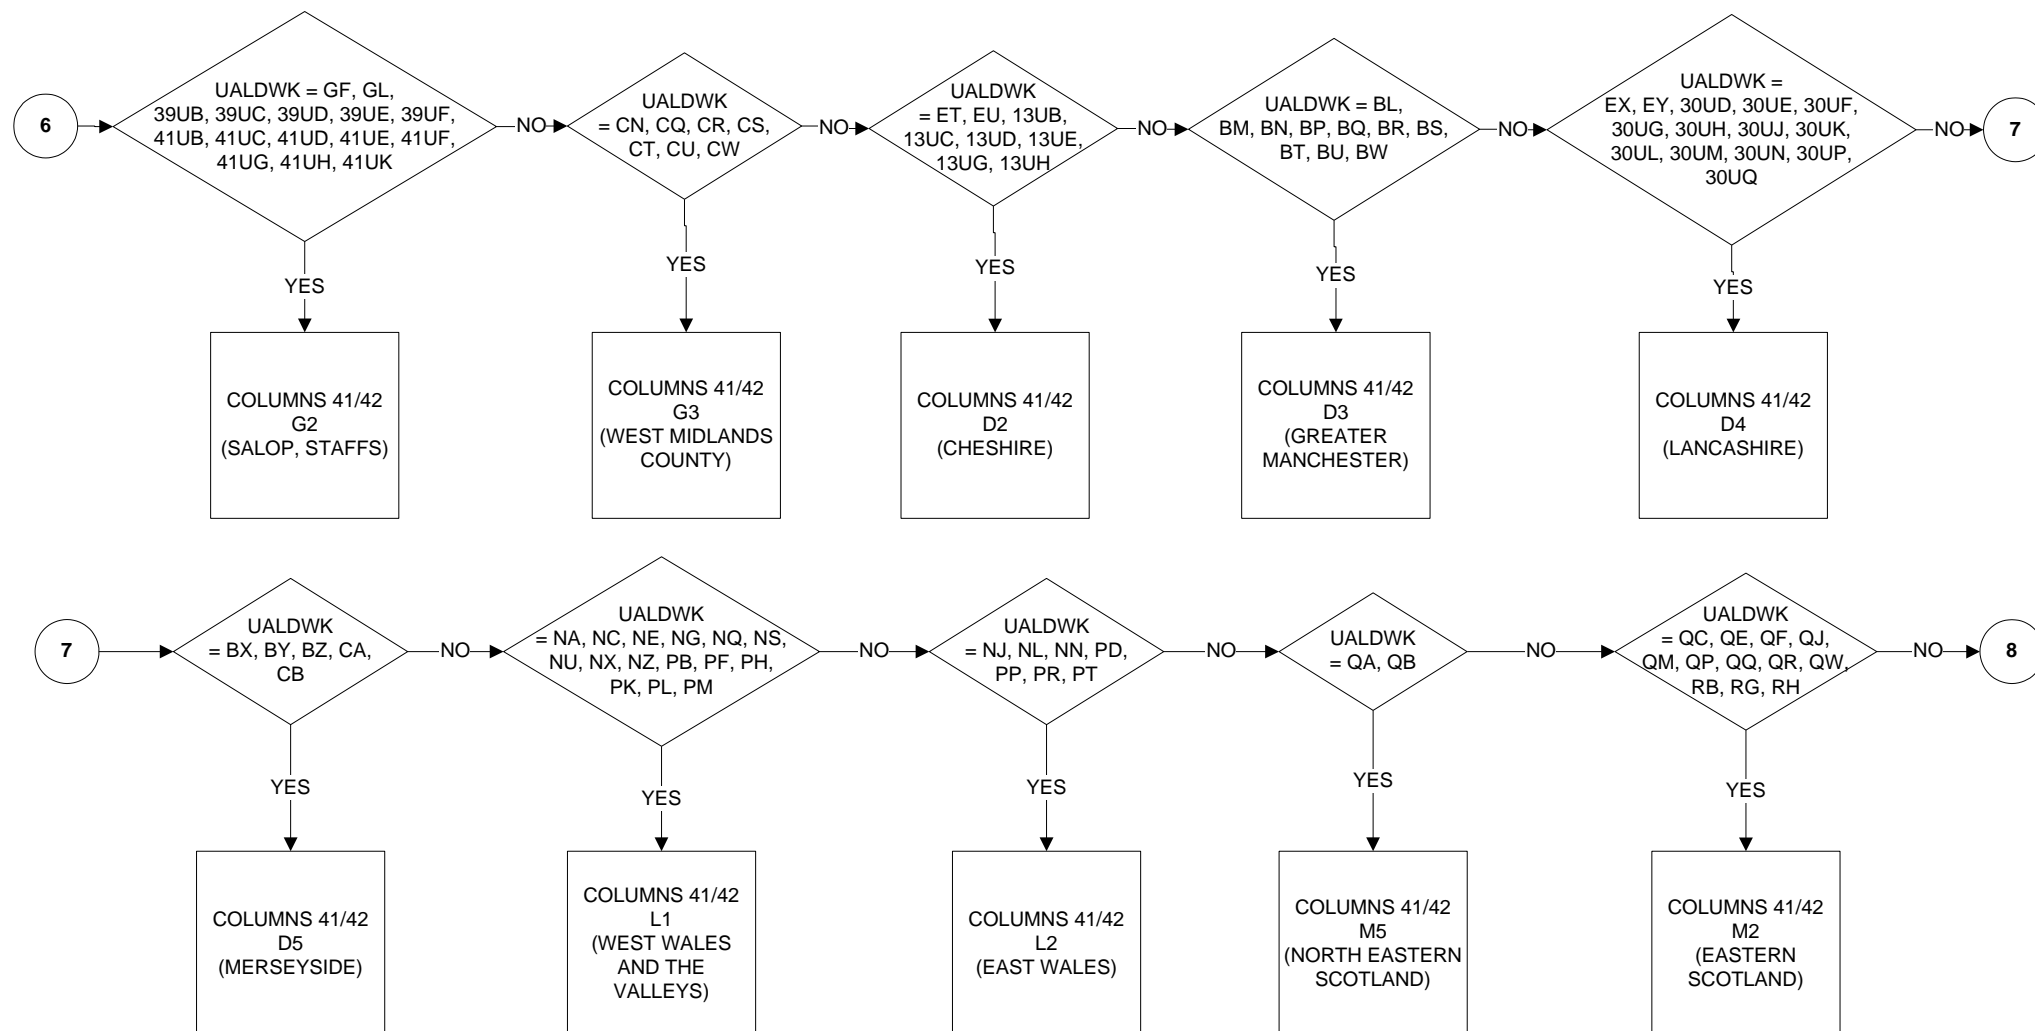 6
UALDWK = GF, GL,
39UB, 39UC, 39UD, 39UE, 39UF,
41UB, 41UC, 41UD, 41UE, 41UF,
41UG, 41UH, 41UK
NO
UALDWK
= CN, CQ, CR, CS,
CT, CU, CW
NO
UALDWK
= ET, EU, 13UB,
13UC, 13UD, 13UE,
13UG, 13UH
NO
UALDWK = BL,
BM, BN, BP, BQ, BR, BS,
BT, BU, BW
NO
UALDWK =
EX, EY, 30UD, 30UE, 30UF,
30UG, 30UH, 30UJ, 30UK,
30UL, 30UM, 30UN, 30UP,
30UQ
NO
7
YES
YES
YES
YES
YES
COLUMNS 41/42
G2
(SALOP, STAFFS)
COLUMNS 41/42
G3
(WEST MIDLANDS
COUNTY)
COLUMNS 41/42
D2
(CHESHIRE)
COLUMNS 41/42
D3
(GREATER
MANCHESTER)
COLUMNS 41/42
D4
(LANCASHIRE)
7
UALDWK
= BX, BY, BZ, CA,
CB
NO
UALDWK
= NA, NC, NE, NG, NQ, NS,
NU, NX, NZ, PB, PF, PH,
PK, PL, PM
NO
UALDWK
= NJ, NL, NN, PD,
PP, PR, PT
NO
UALDWK
= QA, QB
NO
UALDWK
= QC, QE, QF, QJ,
QM, QP, QQ, QR, QW,
RB, RG, RH
NO
8
YES
YES
YES
YES
YES
COLUMNS 41/42
D5
(MERSEYSIDE)
COLUMNS 41/42
L1
(WEST WALES
AND THE
VALLEYS)
COLUMNS 41/42
L2
(EAST WALES)
COLUMNS 41/42
M5
(NORTH EASTERN
SCOTLAND)
COLUMNS 41/42
M2
(EASTERN
SCOTLAND)